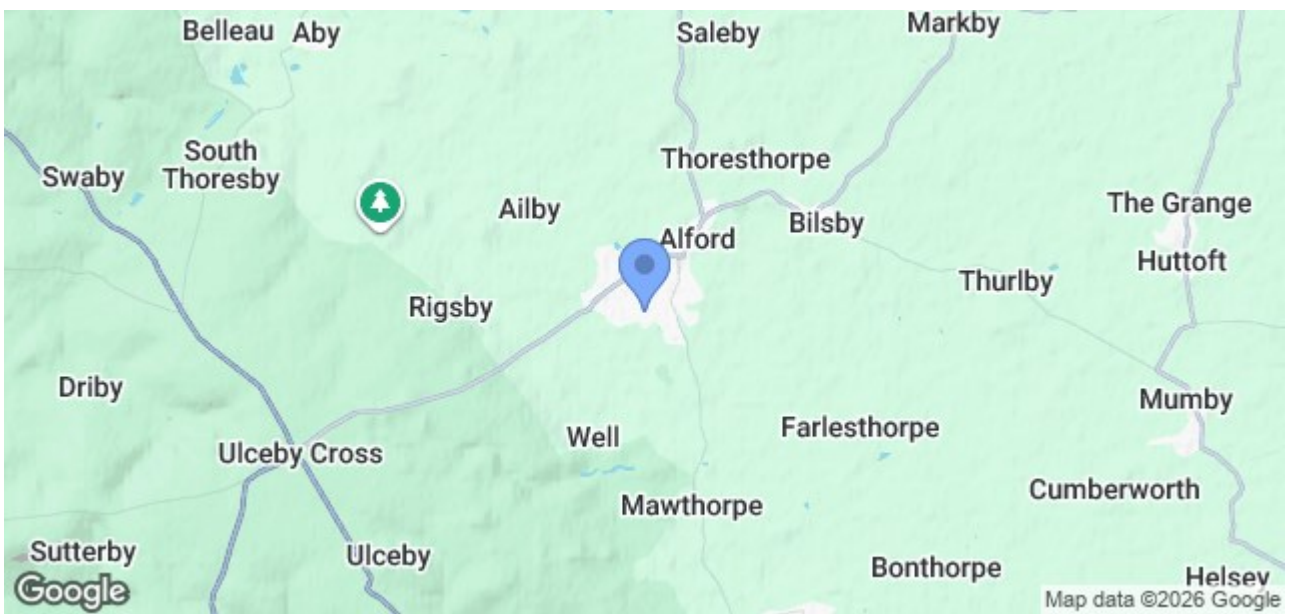 Belleau
Aby
Saleby
Markby
South
Thoresby
Swaby
Thoresthorpe
Ailby
Alford
Bilsby
The Grange
Huttoft
Thurlby
Rigsby
Driby
Mumby
Ulceby Cross
Well
Farlesthorpe
Cumberworth
Mawthorpe
Sutterby
Ulceby
Bonthorpe
Helsey
Google
Map data ©2026 Google